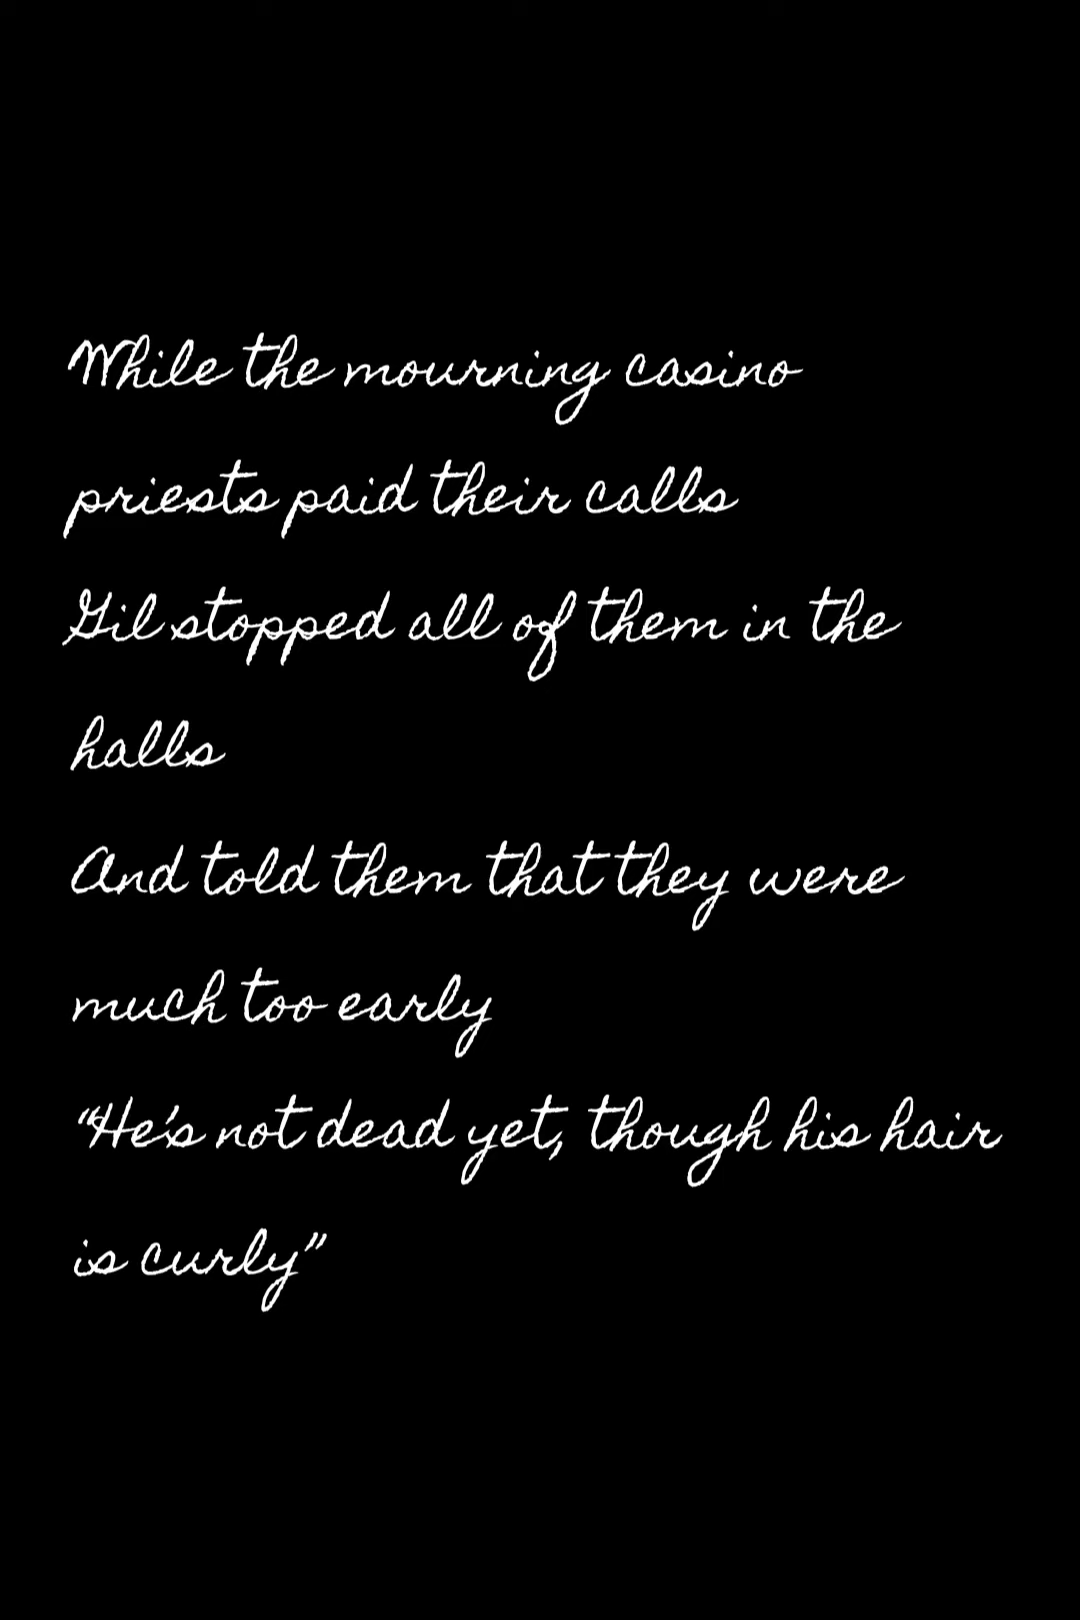 While the mourning casino
priests paid their calls
Gil stopped all of them in the
halls
And told them that they were
much too early
"He's not dead yet, though his hair
is curly"